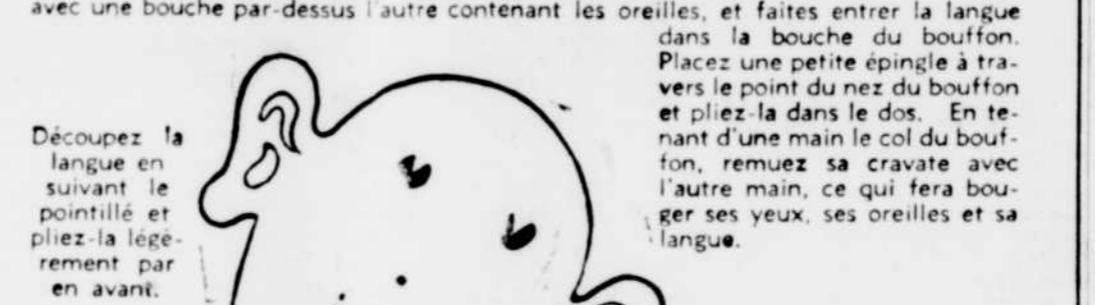 avec une bouche par-dessus l'autre contenant les oreilles, et faites entrer la langue
dans la bouche du bouffon.
Placez une petite épingle à tra-
vers le point du nez du bouffon
et pliez-la dans le dos. En te-
nant d'une main le col du bouf-
fon, remuez sa cravate avec
l'autre main, ce qui fera bou-
ger ses yeux, ses oreilles et sa
langue.
Découpez la
langue en
suivant le
pointillé et
pliez-la légè-
rement par
en avant.